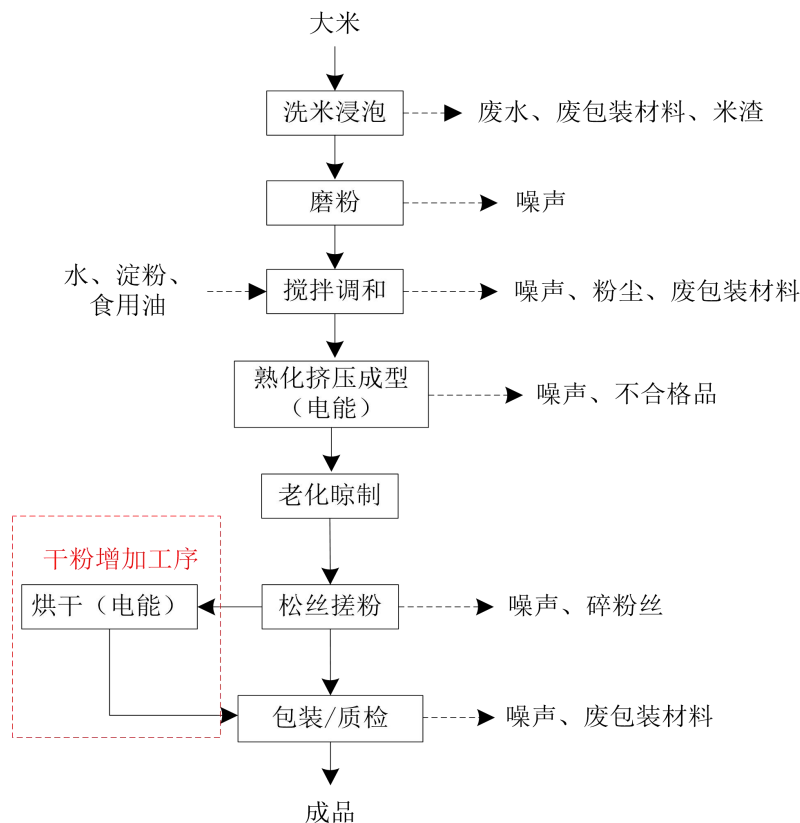 大米
洗米浸泡
废水、废包装材料、米渣
磨粉
噪声
水、淀粉、
食用油
搅拌调和
噪声、粉尘、废包装材料
熟化挤压成型
（电能）
噪声、不合格品
老化晾制
干粉增加工序
烘干（电能）
松丝搓粉
噪声、碎粉丝
包装/质检
噪声、废包装材料
成品